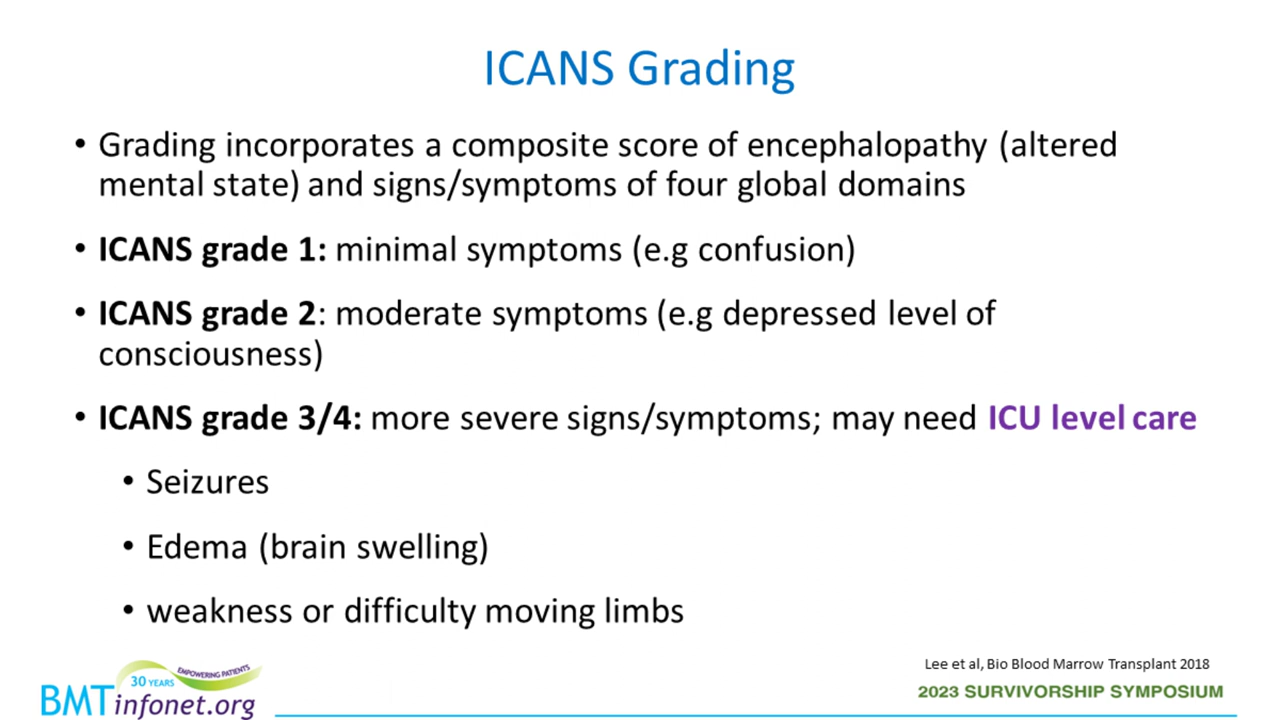 ICANS Grading
• Grading incorporates a composite score of encephalopathy (altered
mental state) and signs/symptoms of four global domains
• ICANS grade 1: minimal symptoms (e.g confusion)
• ICANS grade 2: moderate symptoms (e.g depressed level of
consciousness)
• ICANS grade 3/4: more severe signs/symptoms; may need ICU level care
• Seizures
• Edema (brain swelling)
• weakness or difficulty moving limbs
EMPOWERING PATIENTS
30 YEARS
BMTinfonet.org
Lee et al, Bio Blood Marrow Transplant 2018
2023 SURVIVORSHIP SYMPOSIUM